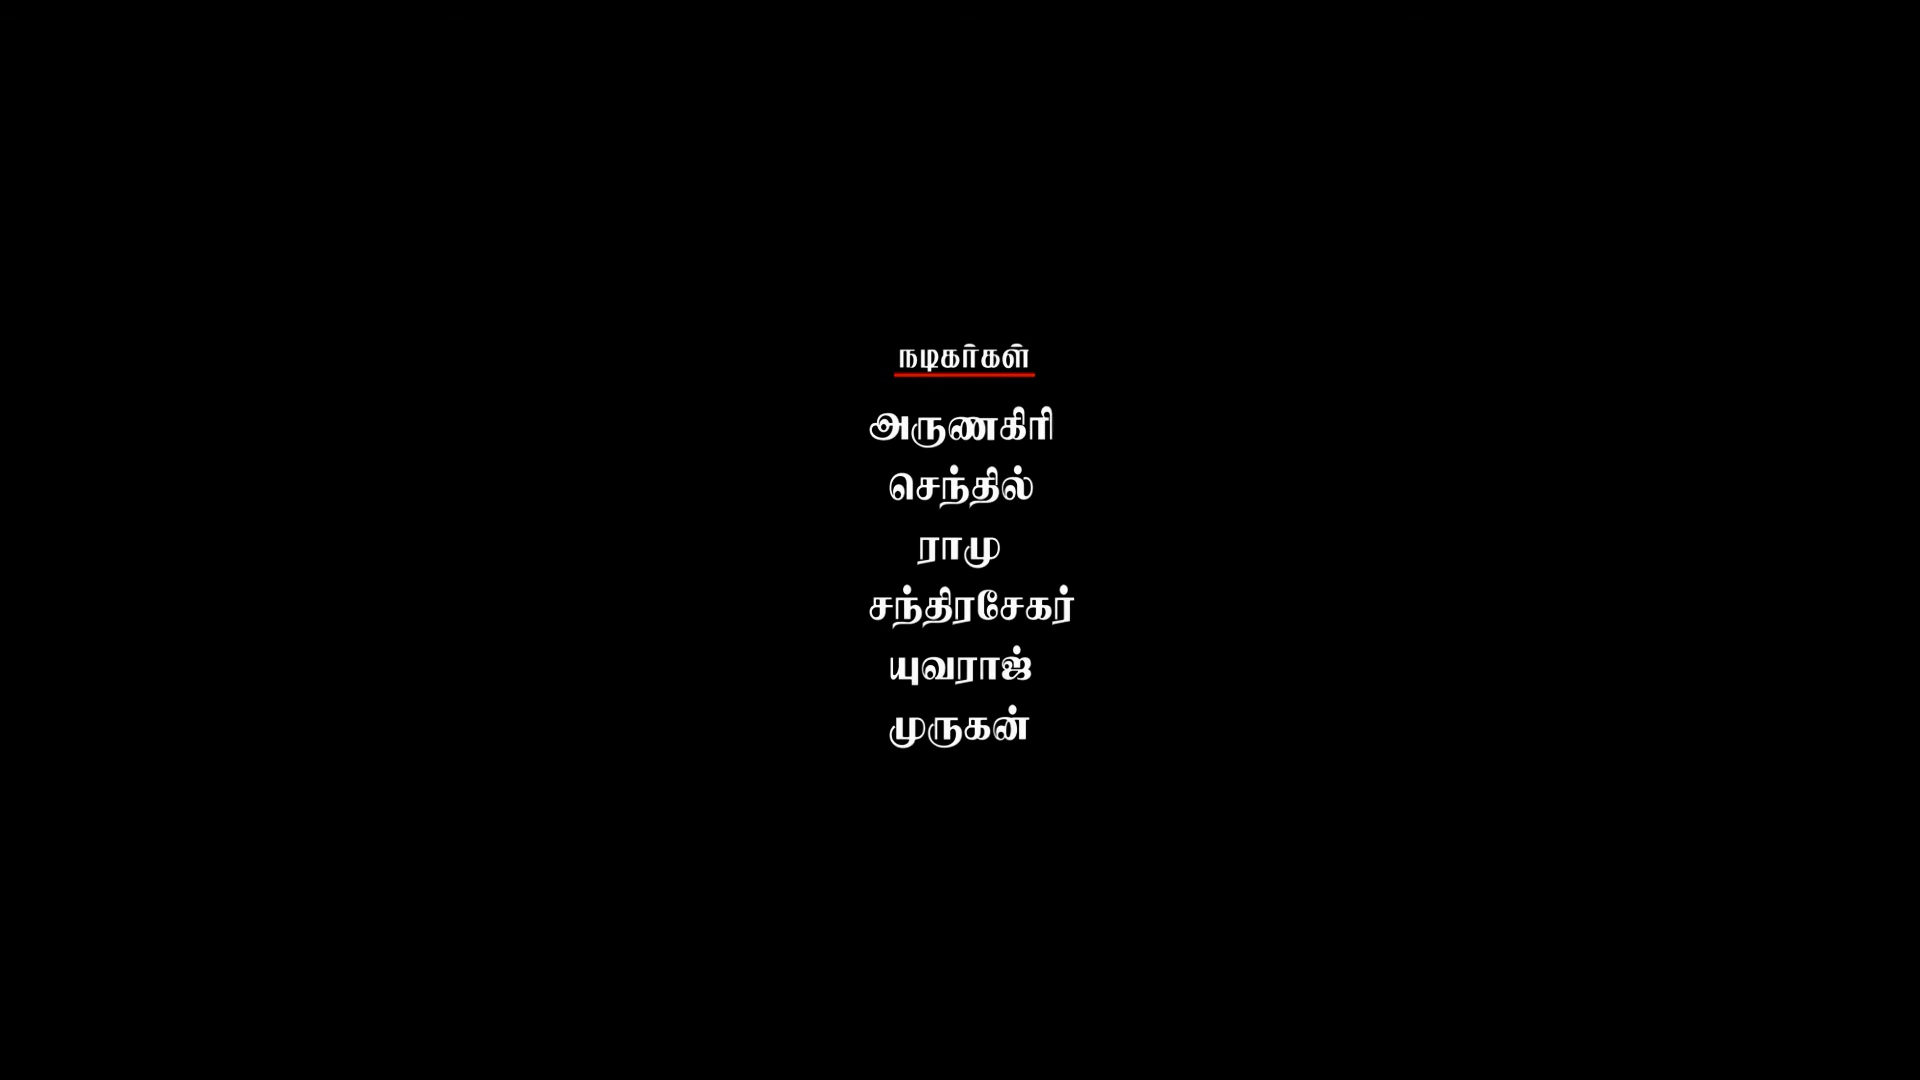 நடிகர்கள்
அருணகிரி
செந்தில்
ராமு
சந்திரசேகர்
யுவராஜ்
முருகன்